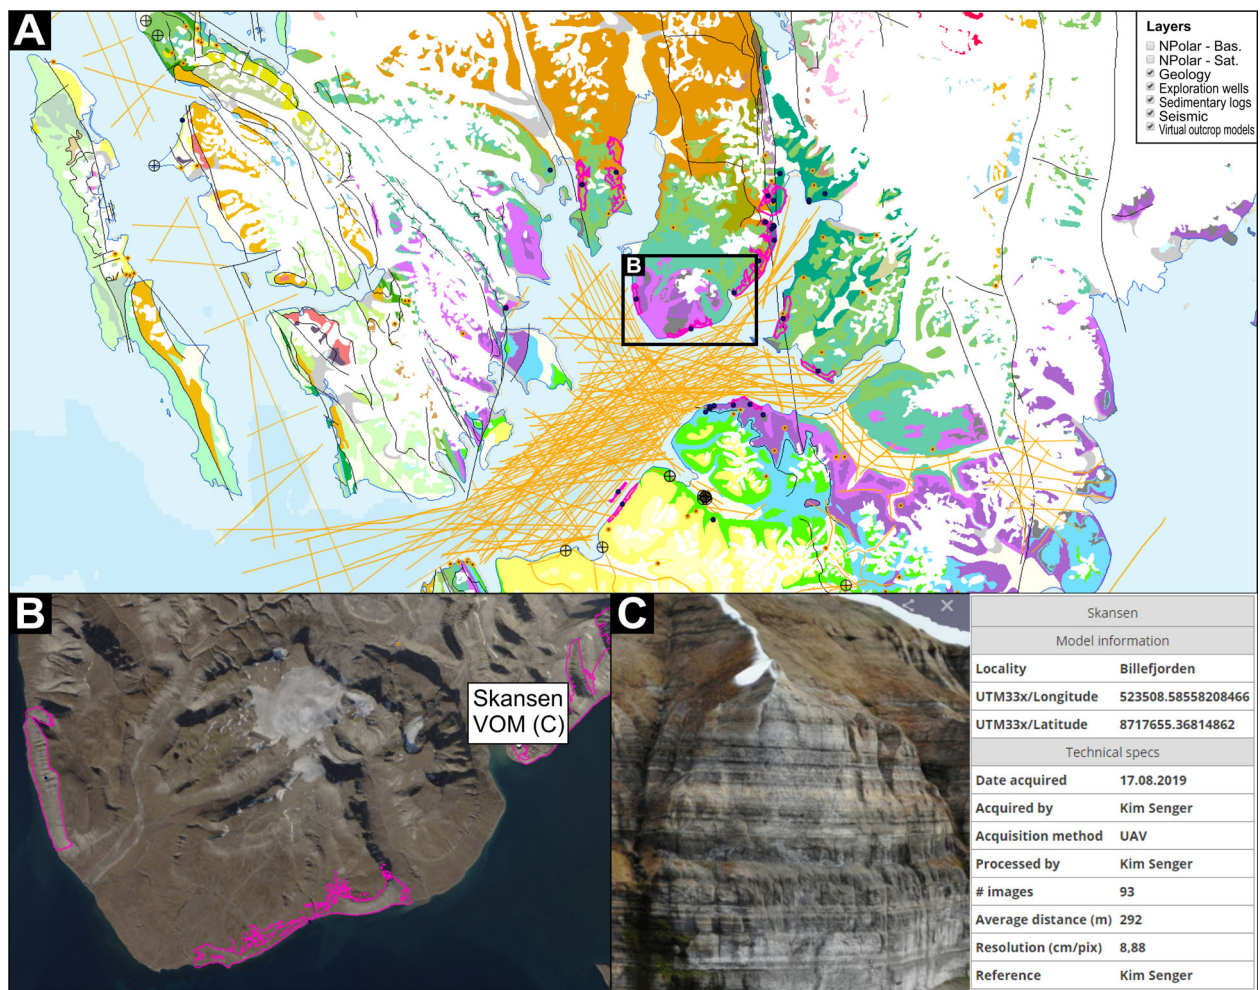 A
Layers
NPolar - Bas.
NPolar - Sat.
Geology
Exploration wells
Sedimentary logs
Seismic
Virtual outcrop models
B
B
Skansen
VOM (C)
C
Skansen
Model information
Locality Billefjorden
UTM33x/Longitude 523508.58558208466
UTM33x/Latitude 8717655.36814862
Technical specs
Date acquired 17.08.2019
Acquired by Kim Senger
Acquisition method UAV
Processed by Kim Senger
# images 93
Average distance (m) 292
Resolution (cm/pix) 8,88
Reference Kim Senger